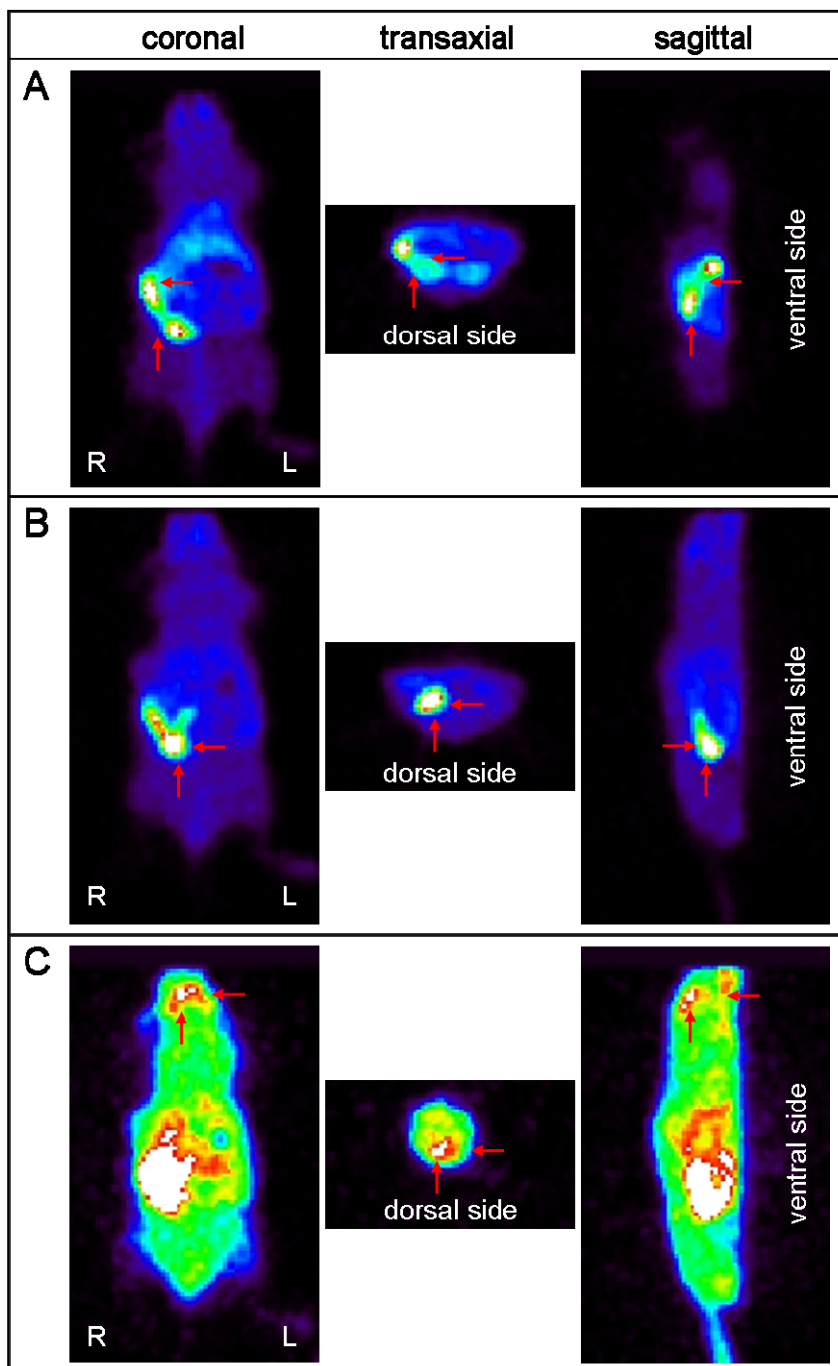 coronal transaxial sagittal
A
dorsal side
ventral side
R L
B
dorsal side
ventral side
R L
C
dorsal side
ventral side
R L